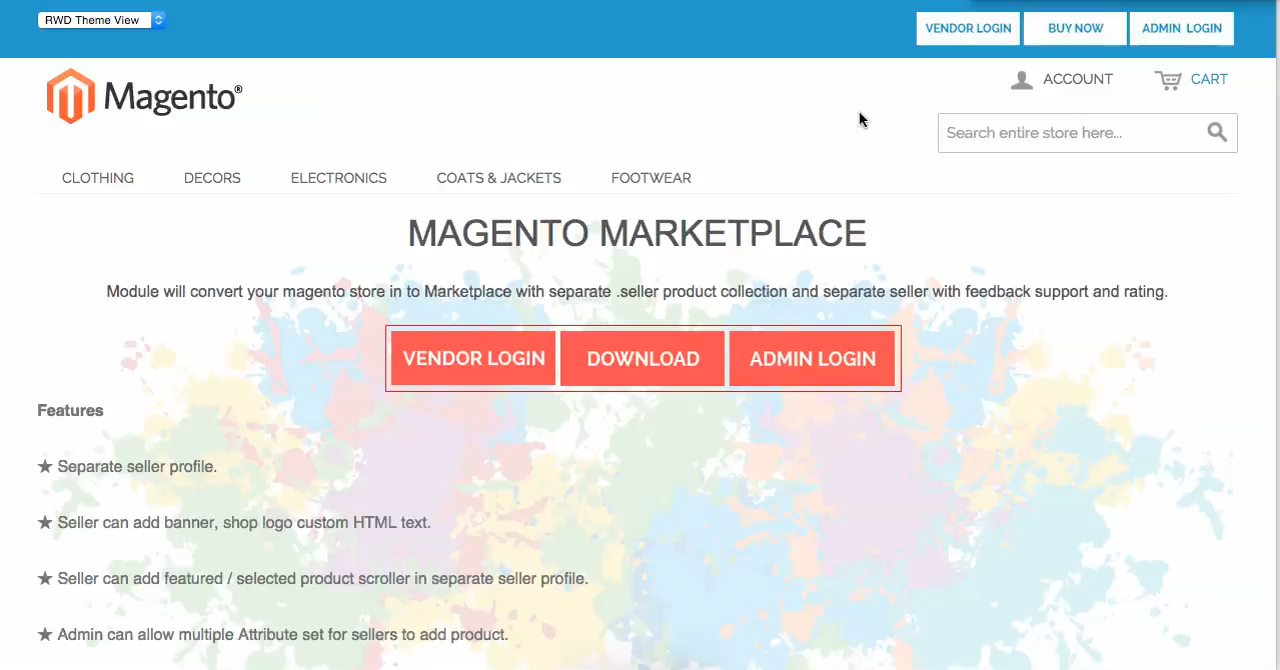 RWD Theme View
VENDOR LOGIN BUY NOW ADMIN LOGIN
Magento®
ACCOUNT CART
Search entire store here...
CLOTHING DECORS ELECTRONICS COATS & JACKETS FOOTWEAR
MAGENTO MARKETPLACE
Module will convert your magento store in to Marketplace with separate .seller product collection and separate seller with feedback support and rating.
VENDOR LOGIN DOWNLOAD ADMIN LOGIN
Features
★ Separate seller profile.
★ Seller can add banner, shop logo custom HTML text.
★ Seller can add featured / selected product scroller in separate seller profile.
★ Admin can allow multiple Attribute set for sellers to add product.